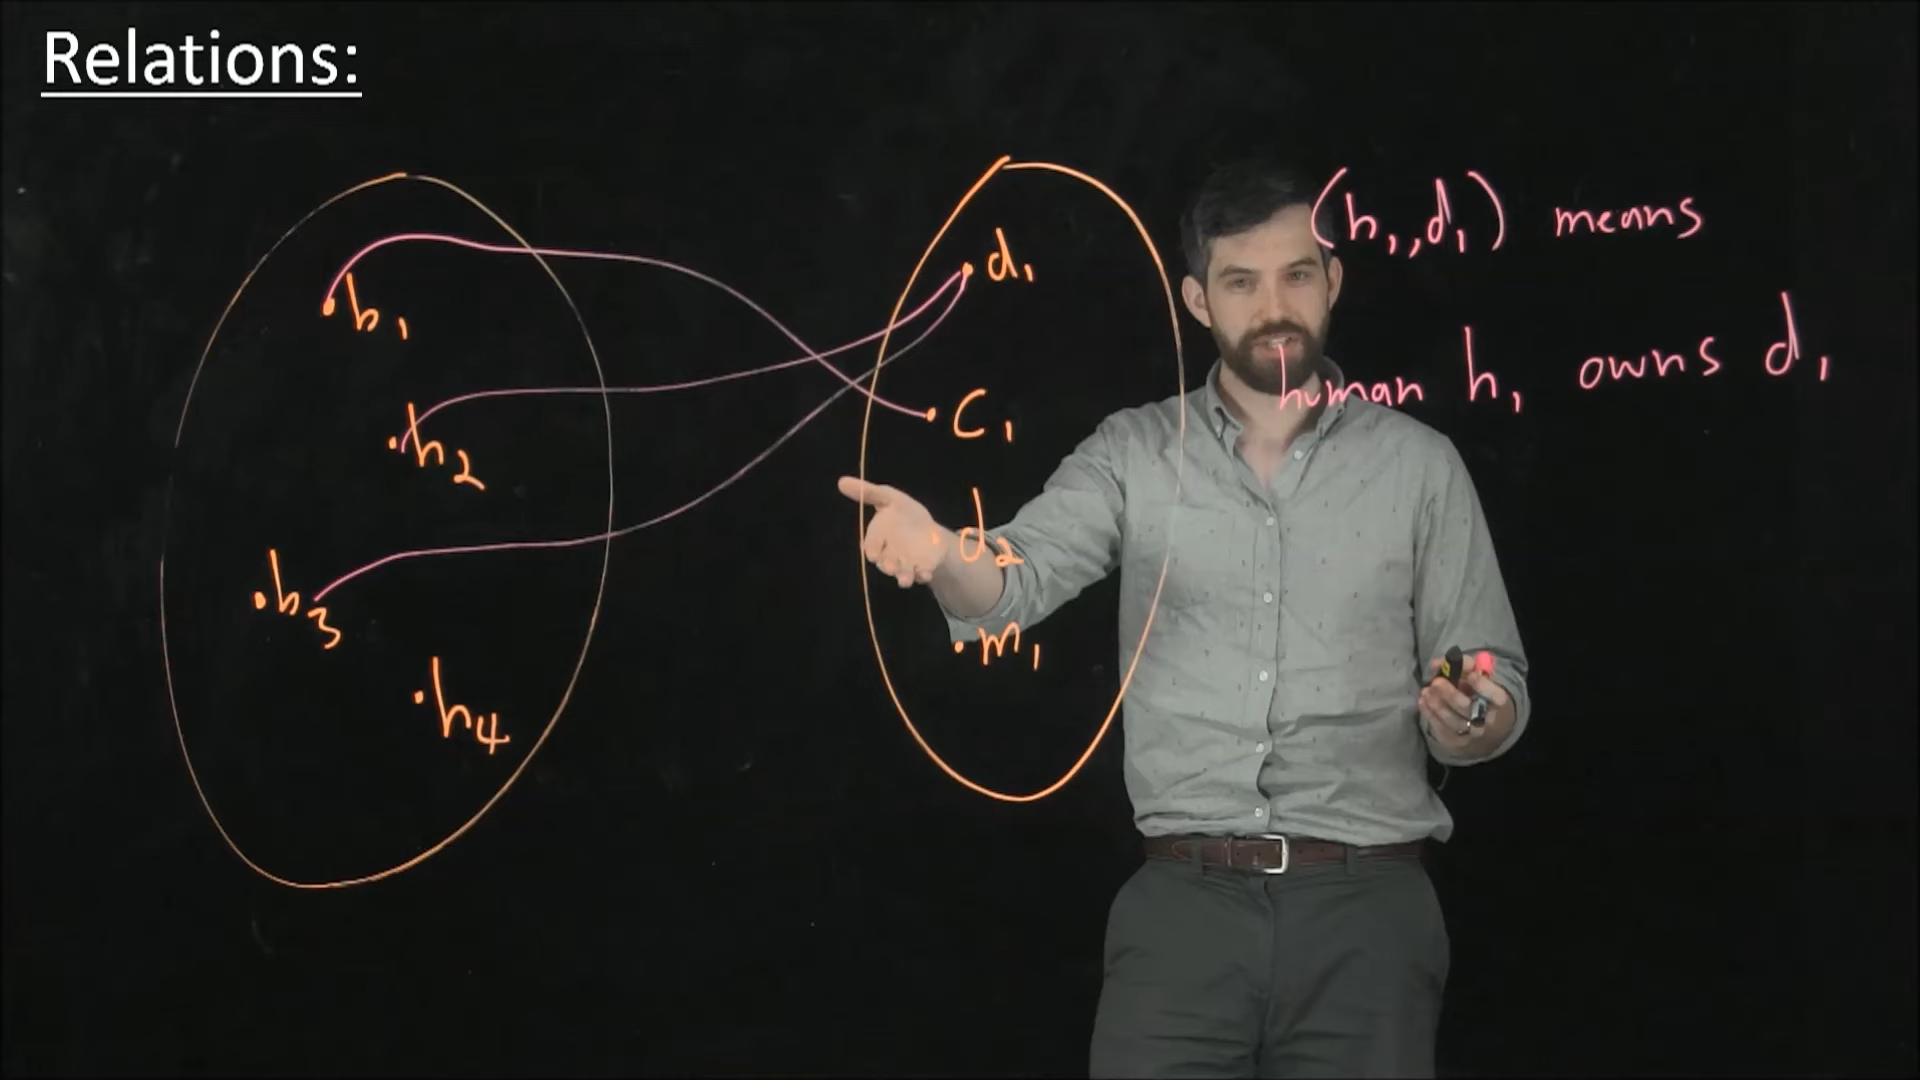 Relations:
h1
h2
h3
h4
d1
c1
d2
m1
(h1, d1) means
human h1 owns d1